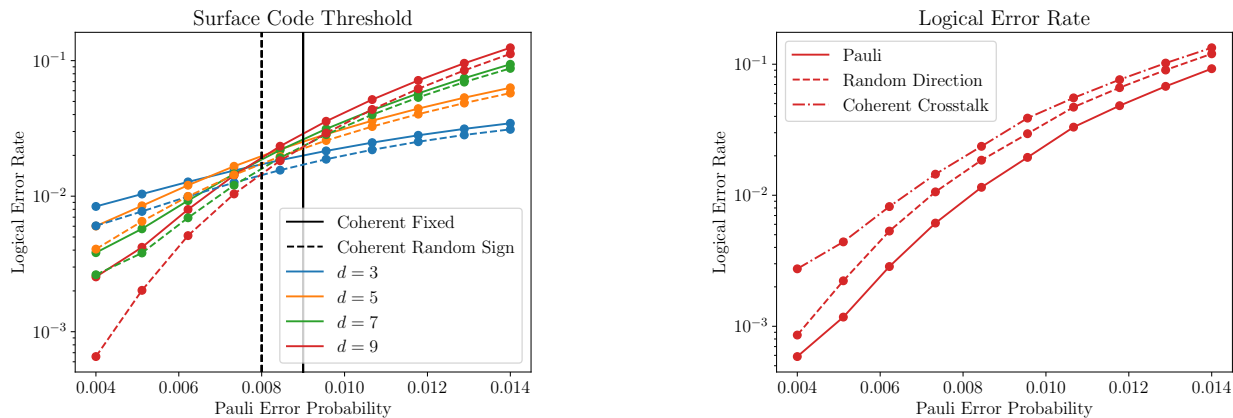 Surface Code Threshold
Logical Error Rate
10⁻¹
10⁻²
10⁻³
Coherent Fixed
Coherent Random Sign
d = 3
d = 5
d = 7
d = 9
0.004 0.006 0.008 0.010 0.012 0.014
Pauli Error Probability
Logical Error Rate
Logical Error Rate
10⁻¹
10⁻²
10⁻³
Pauli
Random Direction
Coherent Crosstalk
0.004 0.006 0.008 0.010 0.012 0.014
Pauli Error Probability